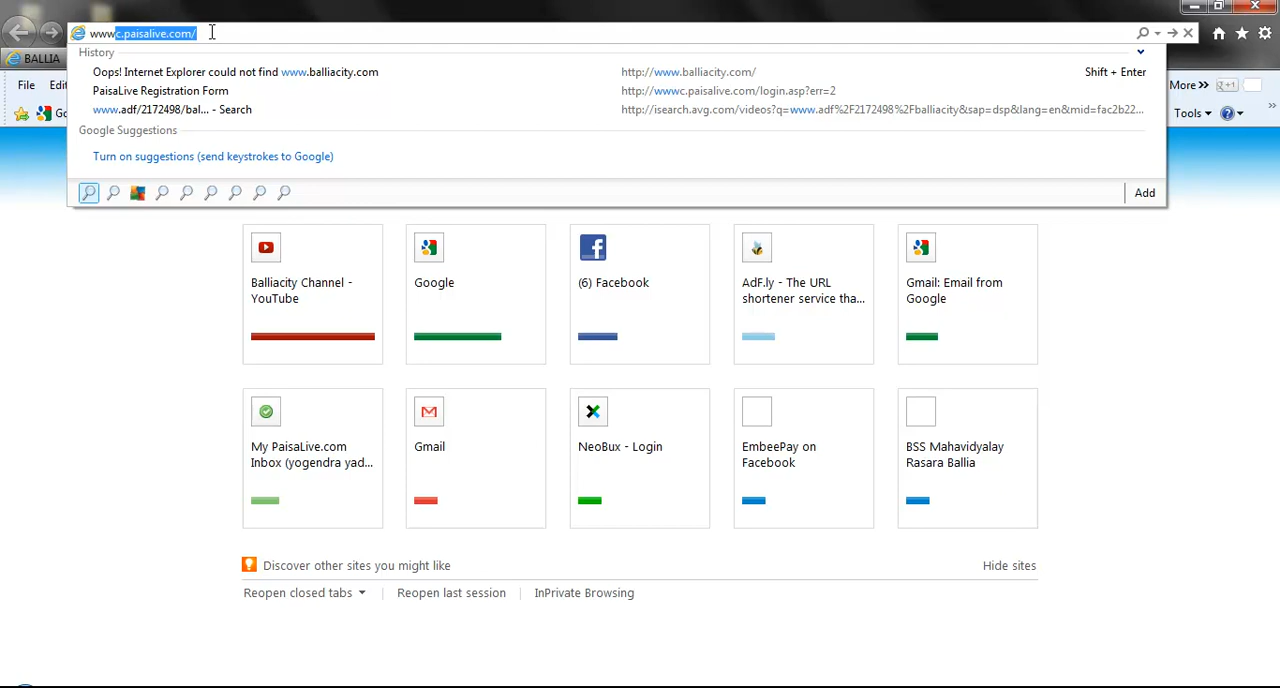 wwwc.paisalive.com/
BALLIA
History
Oops! Internet Explorer could not find www.balliacity.com http://www.balliacity.com/ Shift + Enter
PaisaLive Registration Form http://wwwc.paisalive.com/login.asp?err=2
www.adf/2172498/bal... - Search http://isearch.avg.com/videos?q=www.adf%2F2172498%2Fballiacity&sap=dsp&lang=en&mid=fac2b22...
Google Suggestions
Turn on suggestions (send keystrokes to Google)
Add
File Edi
More »
+1
Go
Tools
Balliacity Channel -
YouTube
Google
(6) Facebook
AdF.ly - The URL
shortener service tha...
Gmail: Email from
Google
My PaisaLive.com
Inbox (yogendra yad...
Gmail
NeoBux - Login
EmbeePay on
Facebook
BSS Mahavidyalay
Rasara Ballia
Discover other sites you might like
Hide sites
Reopen closed tabs | Reopen last session | InPrivate Browsing